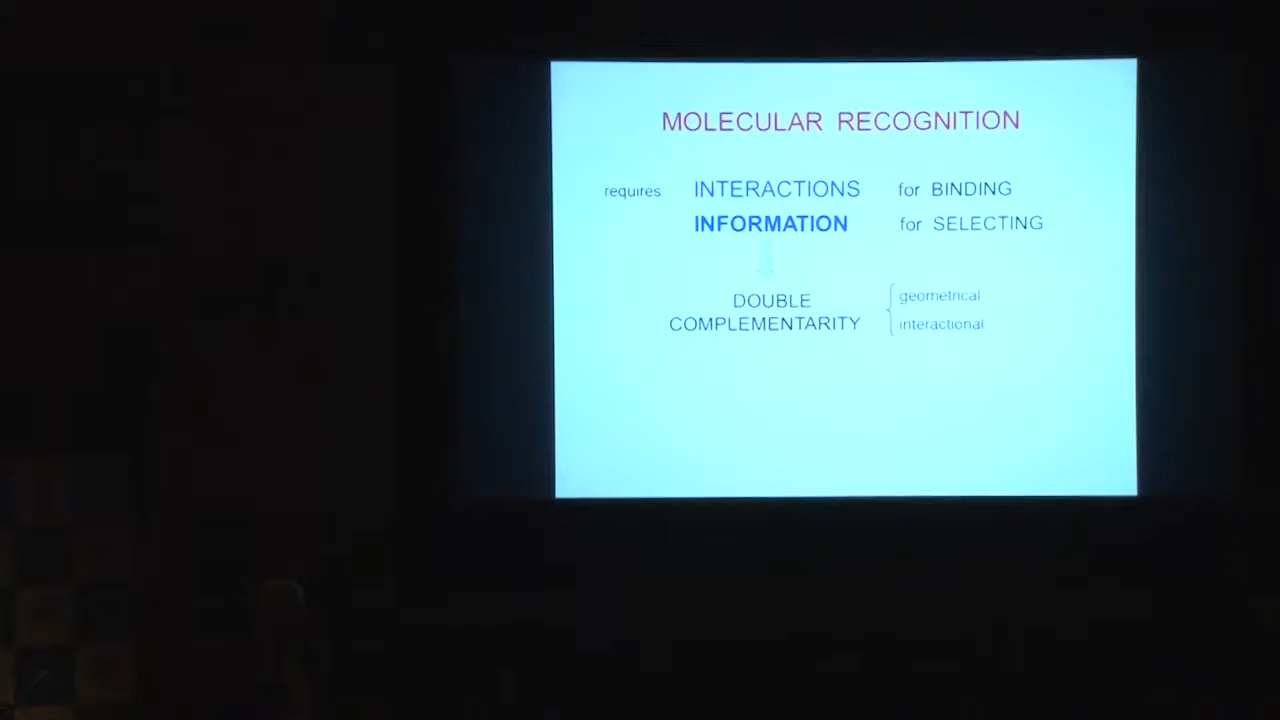 MOLECULAR RECOGNITION
requires INTERACTIONS for BINDING
INFORMATION for SELECTING
DOUBLE
COMPLEMENTARITY
geometrical
interactional